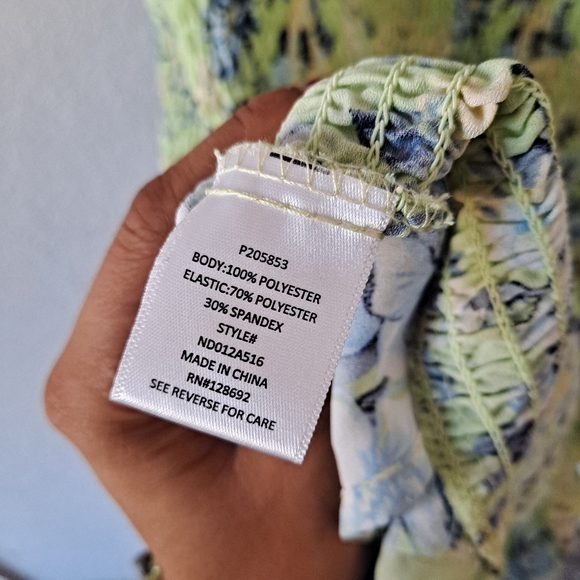 P205853
BODY:100% POLYESTER
ELASTIC:70% POLYESTER
30% SPANDEX
STYLE#
ND012A516
MADE IN CHINA
RN#128692
SEE REVERSE FOR CARE